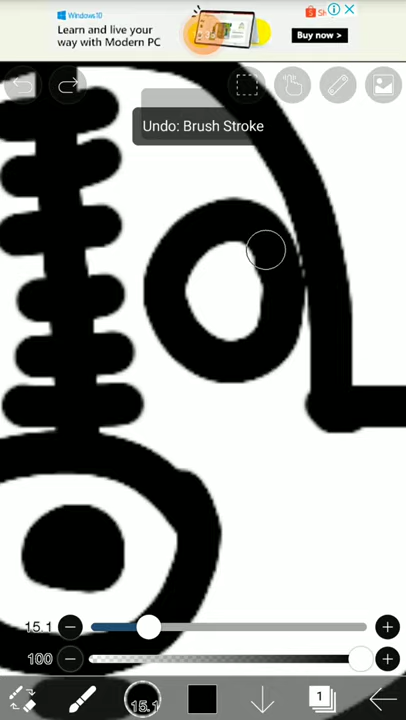 Windows10
Learn and live your
way with Modern PC
Buy now >
Undo: Brush Stroke
15.1
100
15.1
1